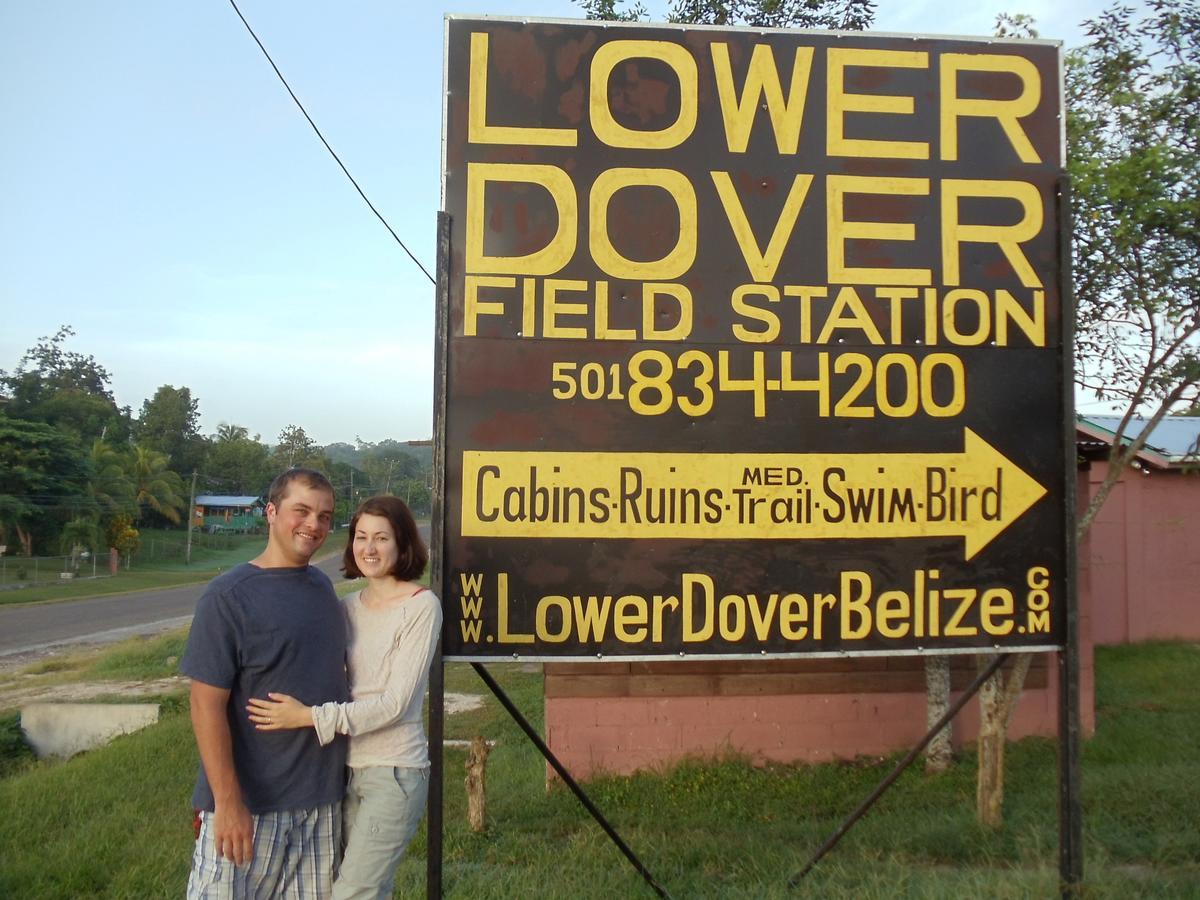 LOWER
DOVER
FIELD STATION
501 834-4200
Cabins·Ruins·MED. Trail·Swim·Bird
WWW.LowerDoverBelize.COM